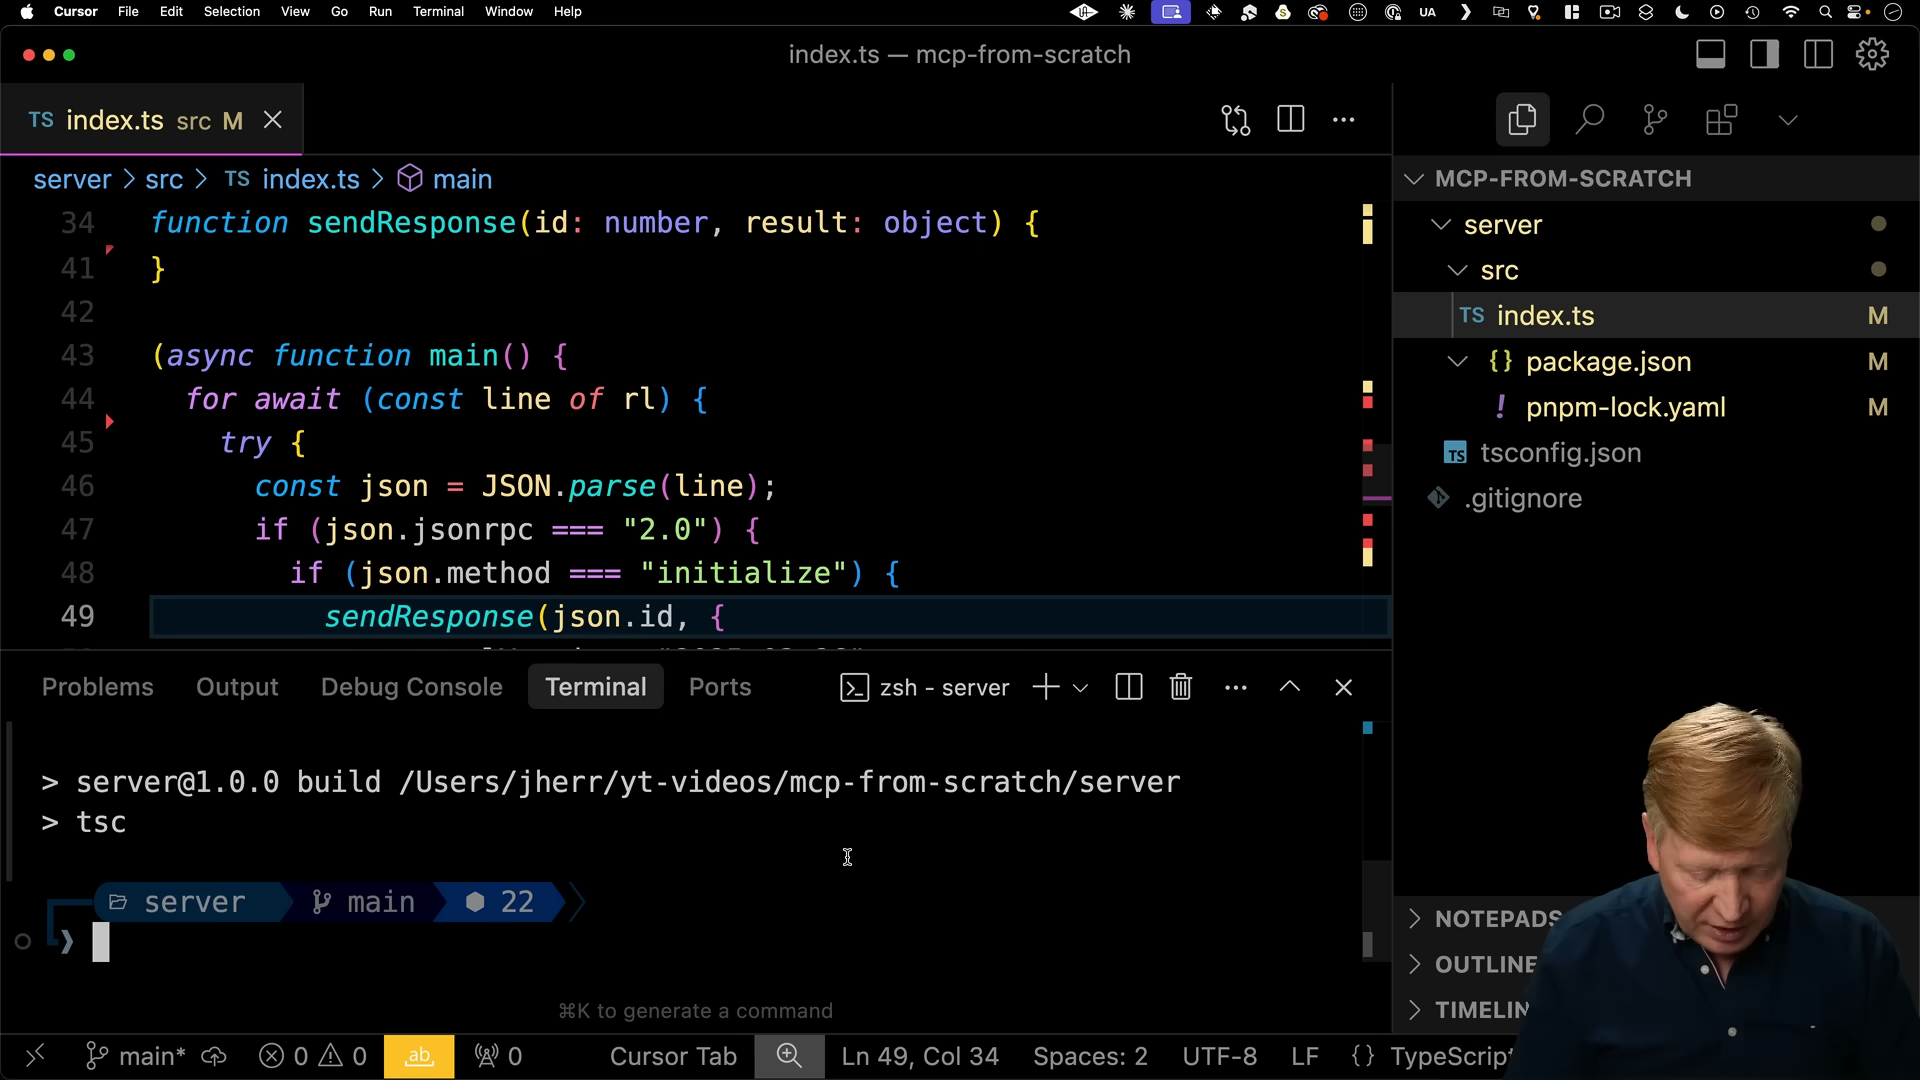 Cursor File Edit Selection View Go Run Terminal Window Help
UA
index.ts — mcp-from-scratch
TS index.ts src M
server > src > TS index.ts > main
34 function sendResponse(id: number, result: object) {
41 }
42
43 (async function main() {
44 for await (const line of rl) {
45 try {
46 const json = JSON.parse(line);
47 if (json.jsonrpc === "2.0") {
48 if (json.method === "initialize") {
49 sendResponse(json.id, {
MCP-FROM-SCRATCH
server
src
TS index.ts M
{} package.json M
! pnpm-lock.yaml M
TS tsconfig.json
.gitignore
NOTEPADS
OUTLINE
TIMELIN
Problems Output Debug Console Terminal Ports zsh - server
> server@1.0.0 build /Users/jherr/yt-videos/mcp-from-scratch/server
> tsc
server main 22
⌘K to generate a command
main* 0 0 ab 0 Cursor Tab Ln 49, Col 34 Spaces: 2 UTF-8 LF {} TypeScript